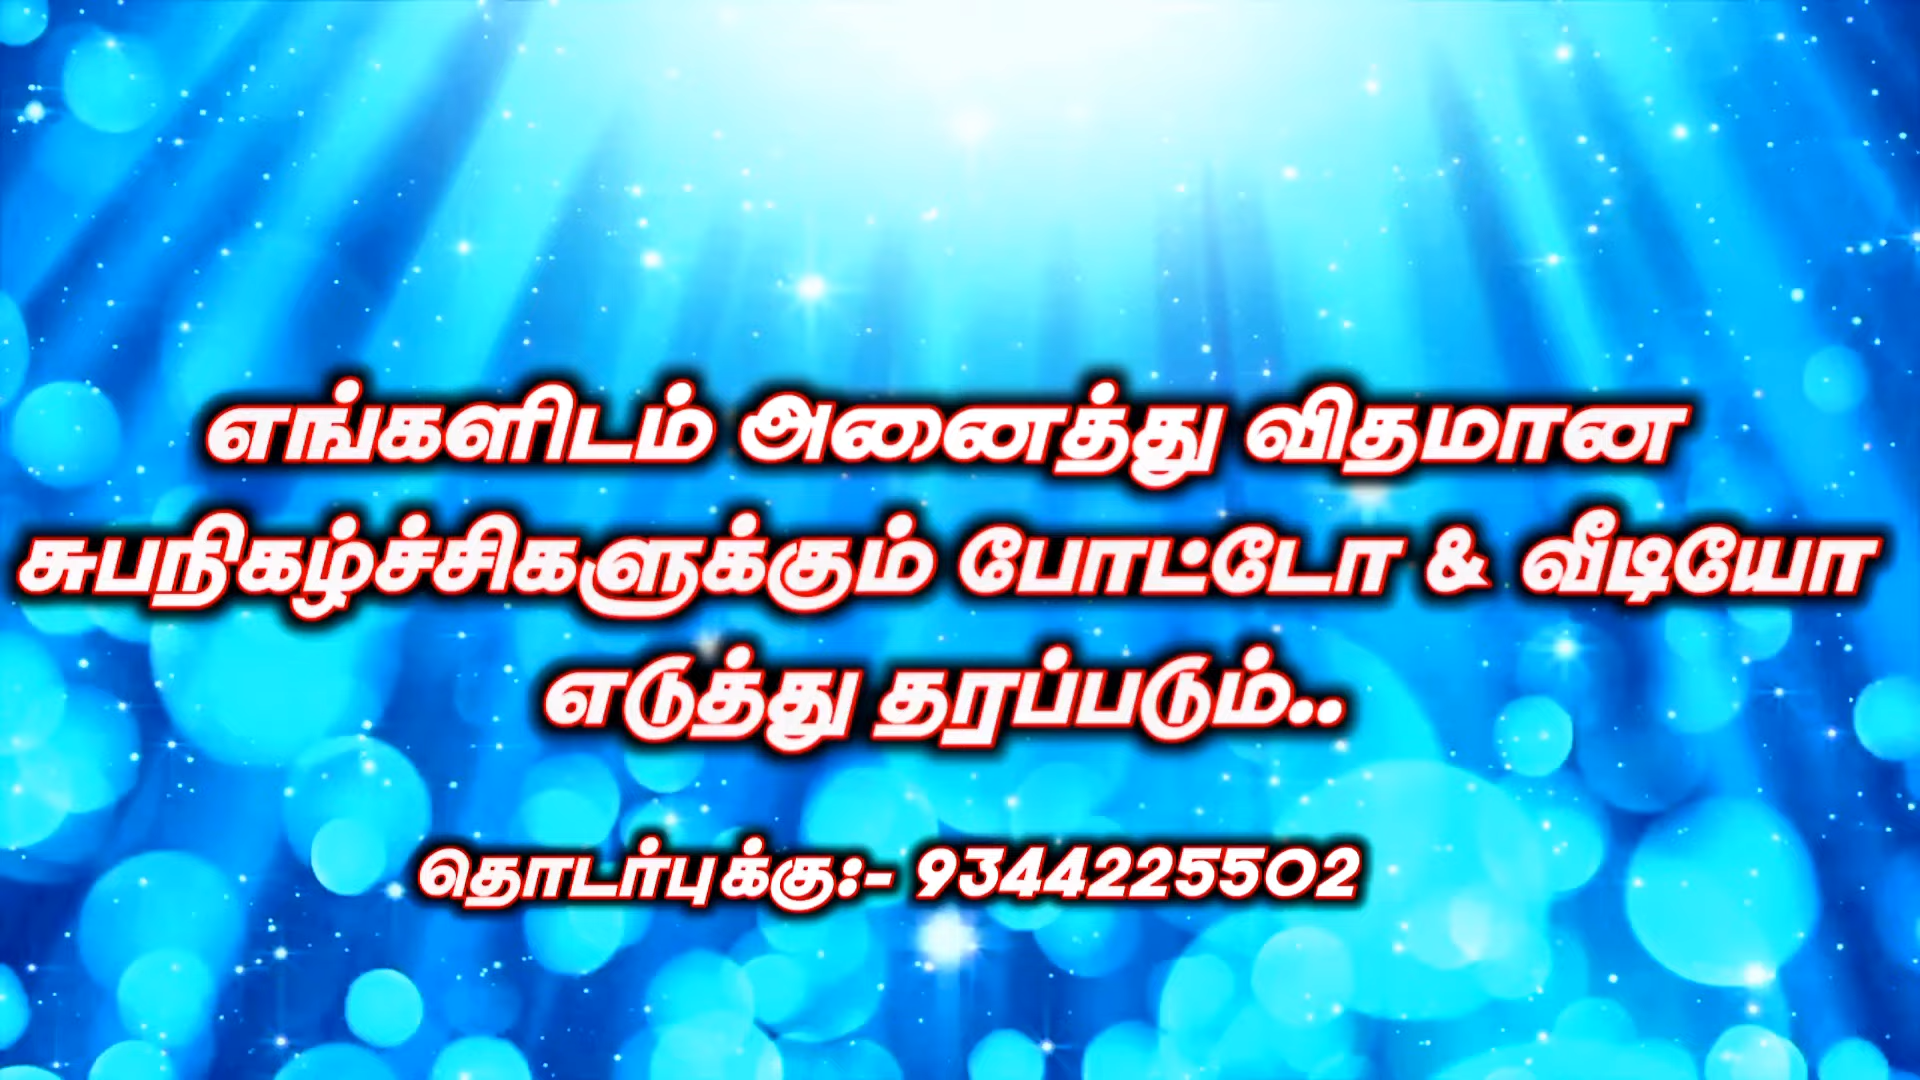 எங்களிடம் அனைத்து விதமான
சுபநிகழ்ச்சிகளுக்கும் போட்டோ & வீடியோ
எடுத்து தரப்படும்..
தொடர்புக்கு:- 9344225502